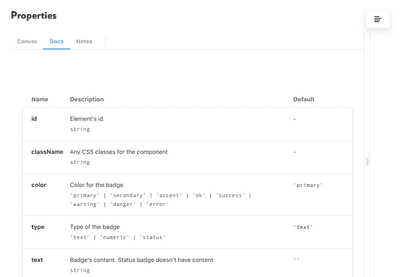 Properties
Canvas Docs Notes
Name Description Default
id Element's id -
string
className Any CSS classes for the component -
string
color Color for the badge 'primary'
'primary' | 'secondary' | 'accent' | 'ok' | 'success' |
'warning' | 'danger' | 'error'
type Type of the badge 'text'
'text' | 'numeric' | 'status'
text Badge's content. Status badge doesn't have content ''
string